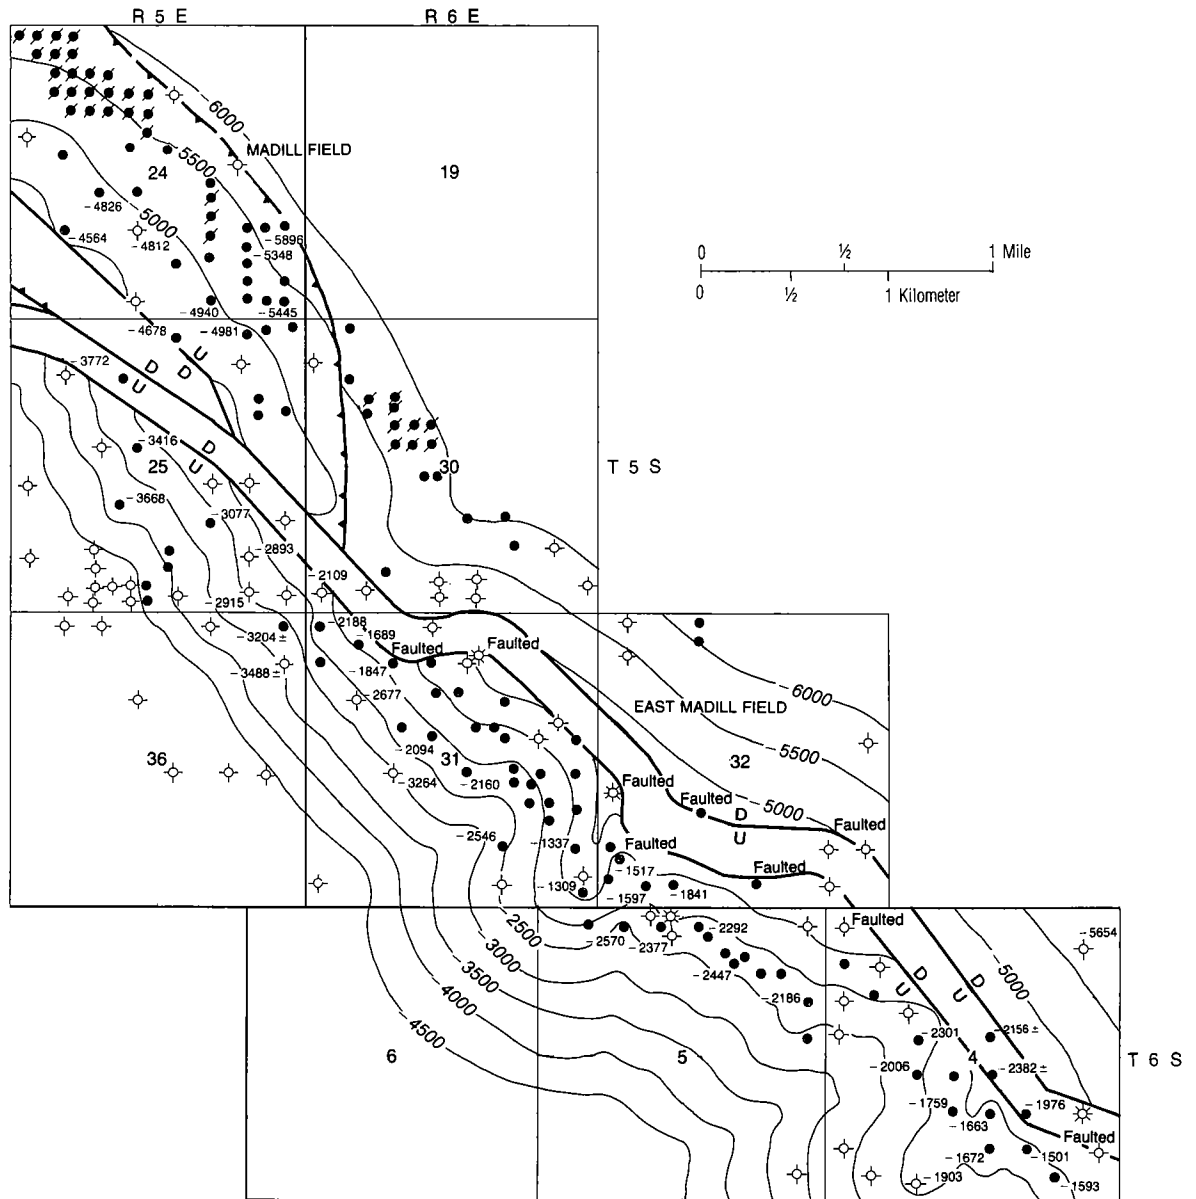 R 5 E
R 6 E
-6000
MADILL FIELD
5500
24
19
-4826
5000
-4564
-4812
-5896
-5348
0 ½ 1 Mile
0 ½ 1 Kilometer
-4940
-5445
-4678
-4981
U
D
D
-3772
U
-3416
D
25
U
30
T 5 S
-3668
-3077
-2893
-2109
-2915
-2188
-3204 ±
-1689
Faulted
Faulted
-1847
-3488 ±
-2677
-6000
EAST MADILL FIELD
-2094
-5500
36
31
32
-3264
-2160
Faulted
Faulted
-5000
D
Faulted
U
-2546
-1337
Faulted
-1517
Faulted
-1309
-1597
-1841
Faulted
-2500
-2292
-5654
-2570
-2377
-3000
-2447
D
-5000
-3500
D
U
U
-2186
-4000
-2301
-2156 ±
-4500
6
5
4
T 6 S
-2006
-2382 ±
-1759
-1976
-1663
Faulted
-1672
-1501
-1903
-1593